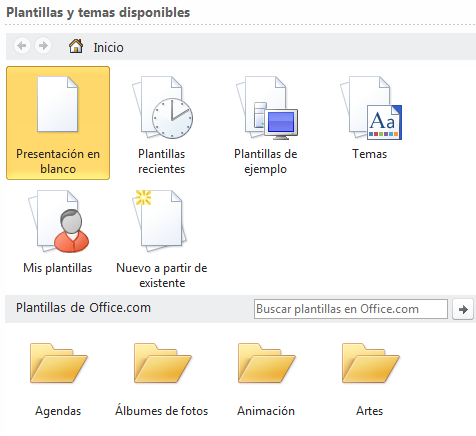 Plantillas y temas disponibles
Inicio
Presentación en blanco
Plantillas recientes
Plantillas de ejemplo
Aa
Temas
Mis plantillas
Nuevo a partir de existente
Plantillas de Office.com
Buscar plantillas en Office.com
Agendas
Álbumes de fotos
Animación
Artes